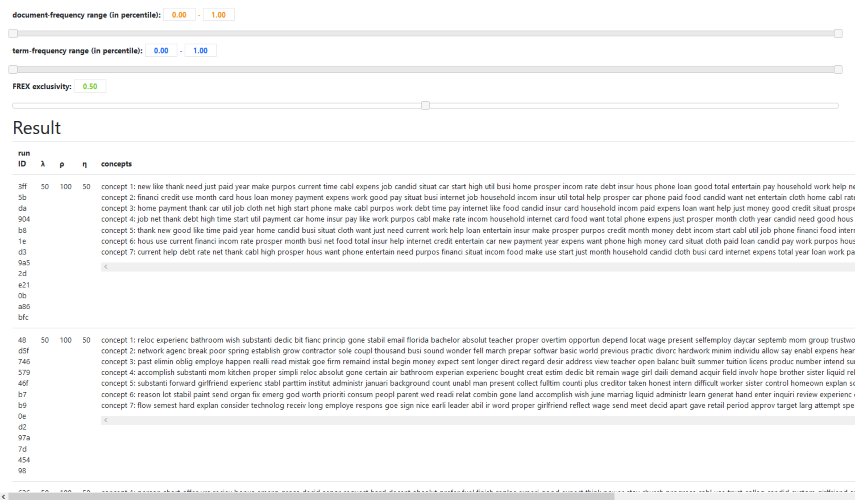 document-frequency range (in percentile): 0.00 - 1.00
term-frequency range (in percentile): 0.00 - 1.00
FREX exclusivity: 0.50
Result
run ID λ ρ η concepts
3ff 5b da 904 b8 1e d3 9a5 2d e21 0b a86 bfc 50 100 50
concept 1: new like thank need just paid year make purpos current time cabl expens job candid situat car start high util busi home prosper incom rate debt insur hous phone loan good total entertain pay household work help ne
concept 2: financi credit use month card hous loan money payment expens work good pay situat busi internet job household incom insur util total help prosper car phone paid food candid want net entertain cloth home cabl rat
concept 3: home payment thank car util job cloth net high start phone make cabl purpos work debt time pay internet like food candid insur card household incom paid expens loan want help just money good credit situat prosper
concept 4: job net thank debt high time start util payment car home insur pay like work purpos cabl make rate incom household internet card food want total phone expens just prosper month cloth year candid need good hous
concept 5: thank new good like time paid year home candid busi situat cloth want just need current work help loan entertain insur make prosper purpos credit month money debt incom start cabl util job phone financi food inter
concept 6: hous use current financi incom rate prosper month busi net food total insur help internet credit entertain car new payment year expens want phone high money card situat cloth paid loan candid pay work purpos hous
concept 7: current help debt rate net thank cabl high prosper hous want phone entertain need purpos financi situat incom food make use start just month household candid cloth busi card internet expens total year loan work pa
48 d5f 746 579 46f b7 b9 0e d2 97a 7d 454 98 50 100 50
concept 1: reloc experienc bathroom wish substanti dedic bit fianc princip gone stabil email florida bachelor absolut teacher proper overtim opportun depend locat wage present selfemploy daycar septemb mom group trustwo
concept 2: network agenc break poor spring establish grow contractor sole coupl thousand busi sound wonder fell march prepar softwar basic world previous practic divorc hardwork minim individu allow say enabl expens hear
concept 3: past elimin oblig employe happen realli read mistak goe firm remaind instal begin money expect sent longer direct regard desir address view teacher open balanc built summer tuition licens produc number intend su
concept 4: accomplish substanti mom kitchen proper simpli reloc absolut gone certain air bathroom experian experienc bought creat estim dedic bit remain wage girl daili demand acquir field involv hope brother sister liquid rel
concept 5: substanti forward girlfriend experienc stabl parttim institut administr januari background count unabl man present collect fulltim counti plus creditor taken honest intern difficult worker sister control homeown explan so
concept 6: reason lot stabil paint send organ fix emerg god worth prioriti consum peopl parent wed readi relat combin gone land accomplish wish june marriag liquid administr learn generat hand enter inquiri review experienc c
concept 7: flow semest hard explan consider technolog receiv long employe respons goe sign nice earli leader abil ir word proper girlfriend reflect wage send meet decid apart gave retail period approv target larg attempt spe